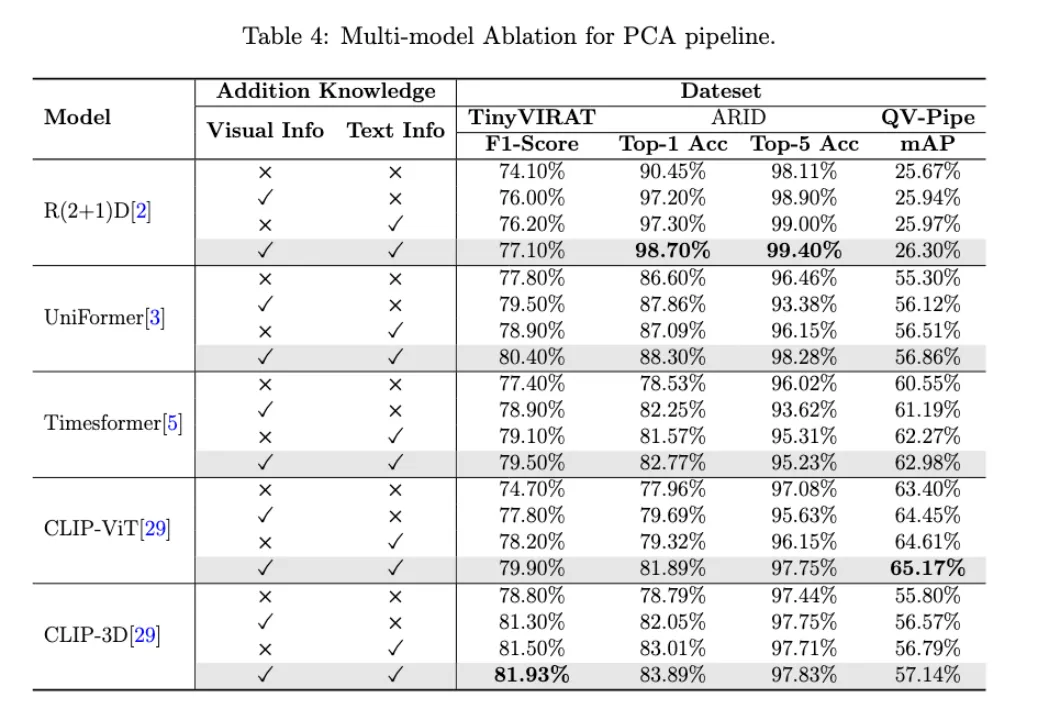 Table 4: Multi-model Ablation for PCA pipeline.
Addition Knowledge Dateset
Model
Visual Info Text Info TinyVIRAT ARID QV-Pipe
F1-Score Top-1 Acc Top-5 Acc mAP
× × 74.10% 90.45% 98.11% 25.67%
✓ × 76.00% 97.20% 98.90% 25.94%
R(2+1)D[2]
× ✓ 76.20% 97.30% 99.00% 25.97%
✓ ✓ 77.10% 98.70% 99.40% 26.30%
× × 77.80% 86.60% 96.46% 55.30%
✓ × 79.50% 87.86% 93.38% 56.12%
UniFormer[3]
× ✓ 78.90% 87.09% 96.15% 56.51%
✓ ✓ 80.40% 88.30% 98.28% 56.86%
× × 77.40% 78.53% 96.02% 60.55%
✓ × 78.90% 82.25% 93.62% 61.19%
Timesformer[5]
× ✓ 79.10% 81.57% 95.31% 62.27%
✓ ✓ 79.50% 82.77% 95.23% 62.98%
× × 74.70% 77.96% 97.08% 63.40%
✓ × 77.80% 79.69% 95.63% 64.45%
CLIP-ViT[29]
× ✓ 78.20% 79.32% 96.15% 64.61%
✓ ✓ 79.90% 81.89% 97.75% 65.17%
× × 78.80% 78.79% 97.44% 55.80%
✓ × 81.30% 82.05% 97.75% 56.57%
CLIP-3D[29]
× ✓ 81.50% 83.01% 97.71% 56.79%
✓ ✓ 81.93% 83.89% 97.83% 57.14%